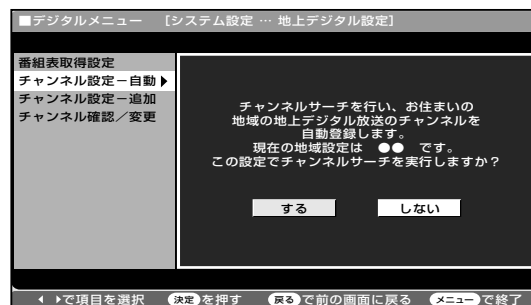 ■デジタルメニュー　[システム設定 … 地上デジタル設定]
番組表取得設定
チャンネル設定－自動
チャンネル設定－追加
チャンネル確認／変更
チャンネルサーチを行い、お住まいの
地域の地上デジタル放送のチャンネルを
自動登録します。
現在の地域設定は　●●　です。
この設定でチャンネルサーチを実行しますか？
する　しない
で項目を選択　決定を押す　戻るで前の画面に戻る　メニューで終了